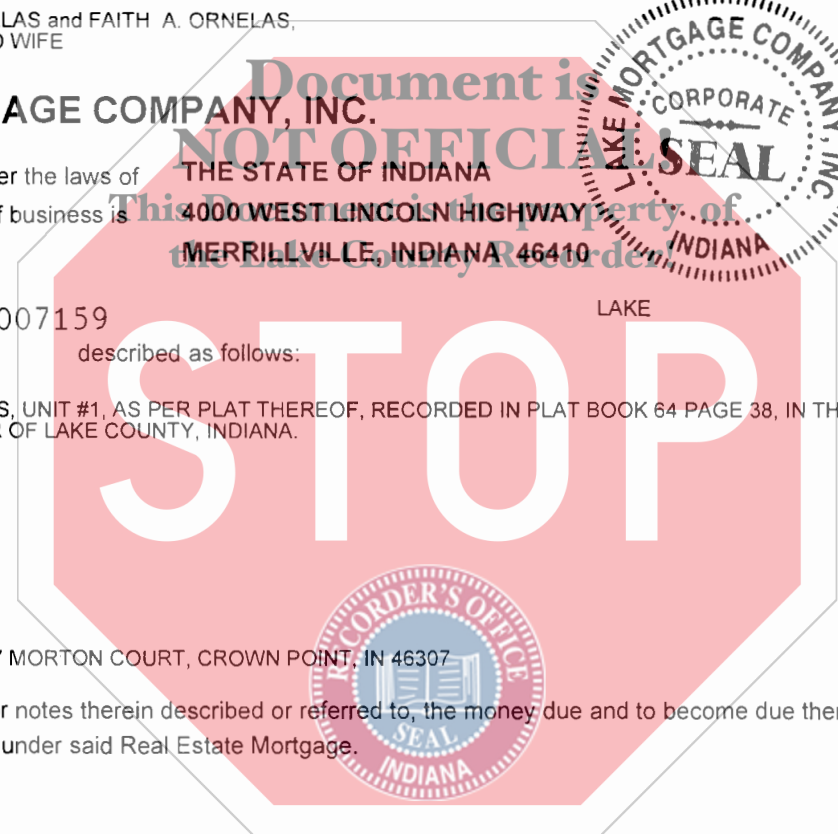 LAS and FAITH A. ORNELAS,
WIFE
Document is
AGE COMPANY, INC.
NOT OFFICIAL!
er the laws of THE STATE OF INDIANA
f business is 4000 WEST LINCOLN HIGHWAY
This Document is the property of
MERRILLVILLE, INDIANA 46410
the Lake County Recorder!
LAKE MORTGAGE COMPANY, INC.
CORPORATE
SEAL
INDIANA
007159
LAKE
described as follows:
STOP
S, UNIT #1, AS PER PLAT THEREOF, RECORDED IN PLAT BOOK 64 PAGE 38, IN TH
R OF LAKE COUNTY, INDIANA.
RECORDER'S OFFICE
SEAL
INDIANA
MORTON COURT, CROWN POINT, IN 46307
r notes therein described or referred to, the money due and to become due ther
under said Real Estate Mortgage.